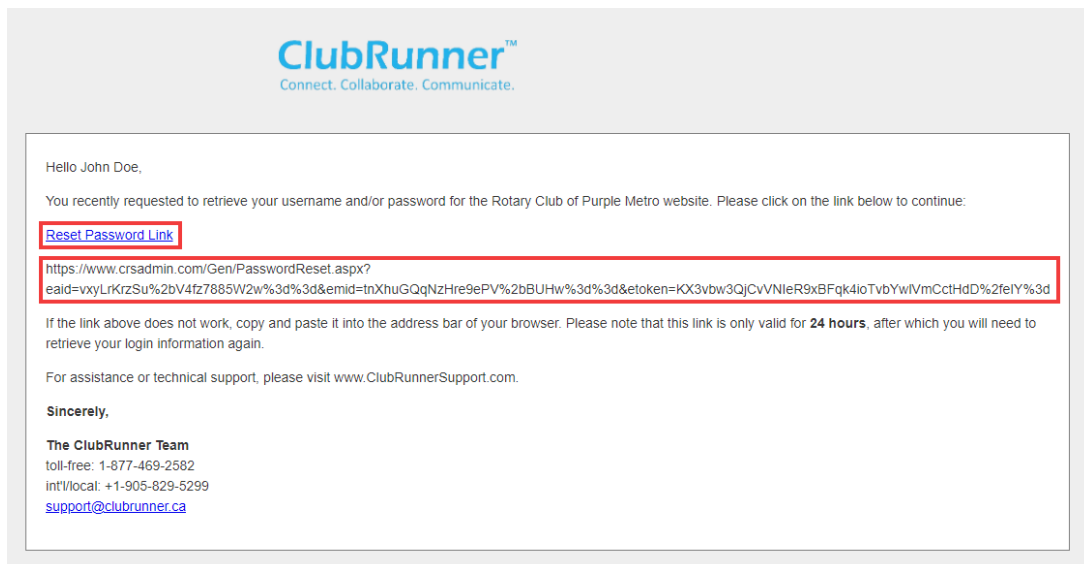 ClubRunner™
Connect. Collaborate. Communicate.
Hello John Doe,
You recently requested to retrieve your username and/or password for the Rotary Club of Purple Metro website. Please click on the link below to continue:
Reset Password Link
https://www.crsadmin.com/Gen/PasswordReset.aspx?
eaid=vxyLrKrzSu%2bV4fz7885W2w%3d%3d&emid=tnXhuGQqNzHre9ePV%2bBUHw%3d%3d&etoken=KX3vbw3QjCvVNIeR9xBFqk4ioTvbYwlVmCctHdD%2feIY%3d
If the link above does not work, copy and paste it into the address bar of your browser. Please note that this link is only valid for 24 hours, after which you will need to
retrieve your login information again.
For assistance or technical support, please visit www.ClubRunnerSupport.com.
Sincerely,
The ClubRunner Team
toll-free: 1-877-469-2582
int'l/local: +1-905-829-5299
support@clubrunner.ca